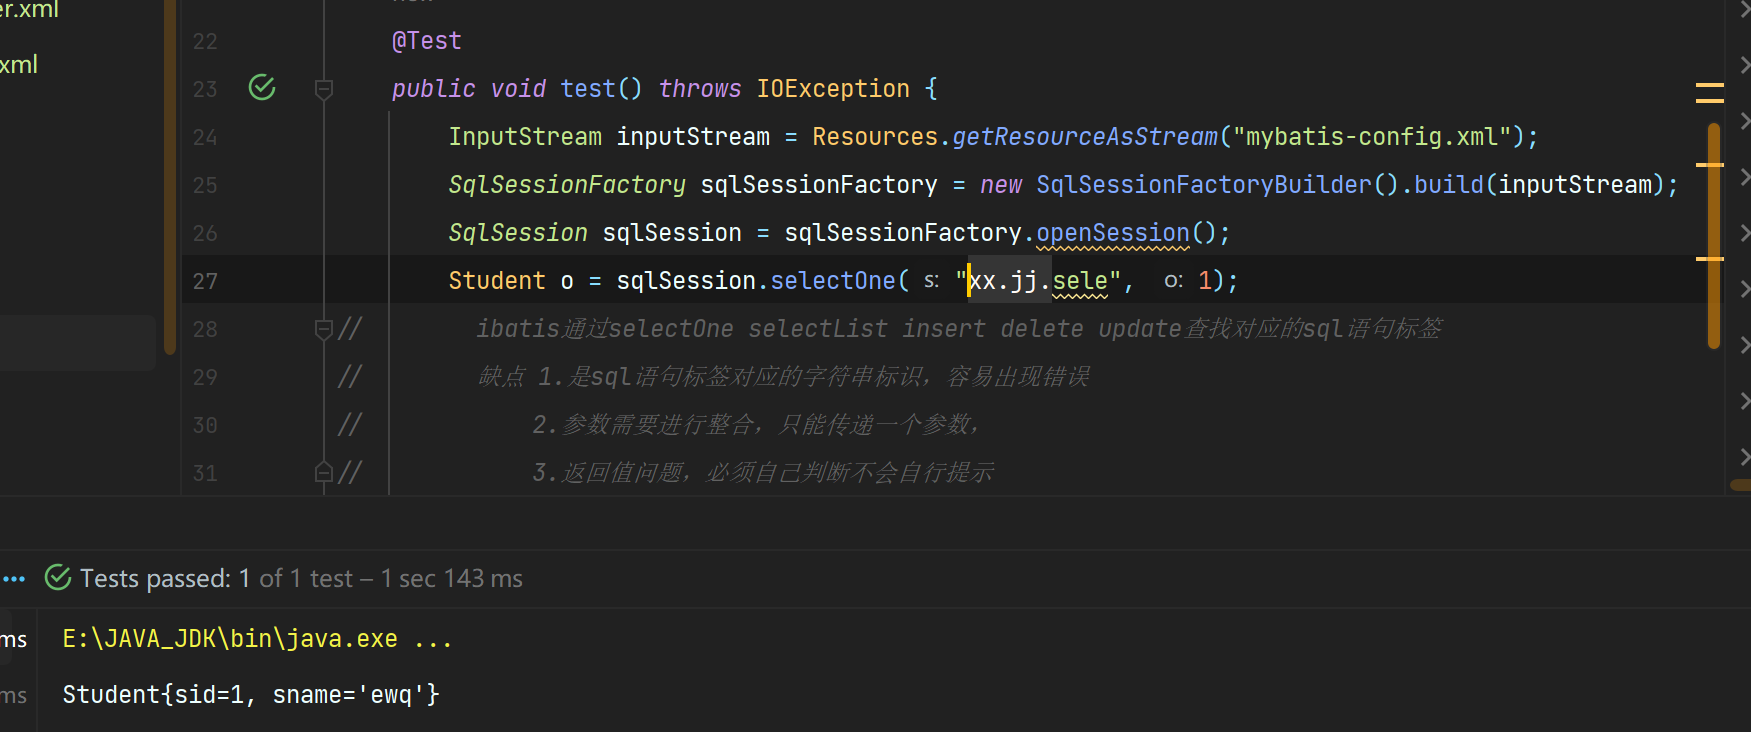 er.xml
xml
22 @Test
23 public void test() throws IOException {
24 InputStream inputStream = Resources.getResourceAsStream("mybatis-config.xml");
25 SqlSessionFactory sqlSessionFactory = new SqlSessionFactoryBuilder().build(inputStream);
26 SqlSession sqlSession = sqlSessionFactory.openSession();
27 Student o = sqlSession.selectOne( s: "xx.jj.sele", o: 1);
28 // ibatis通过selectOne selectList insert delete update查找对应的sql语句标签
29 // 缺点 1.是sql语句标签对应的字符串标识，容易出现错误
30 // 2.参数需要进行整合，只能传递一个参数，
31 // 3.返回值问题，必须自己判断不会自行提示
Tests passed: 1 of 1 test – 1 sec 143 ms
ms E:\JAVA_JDK\bin\java.exe ...
ms Student{sid=1, sname='ewq'}